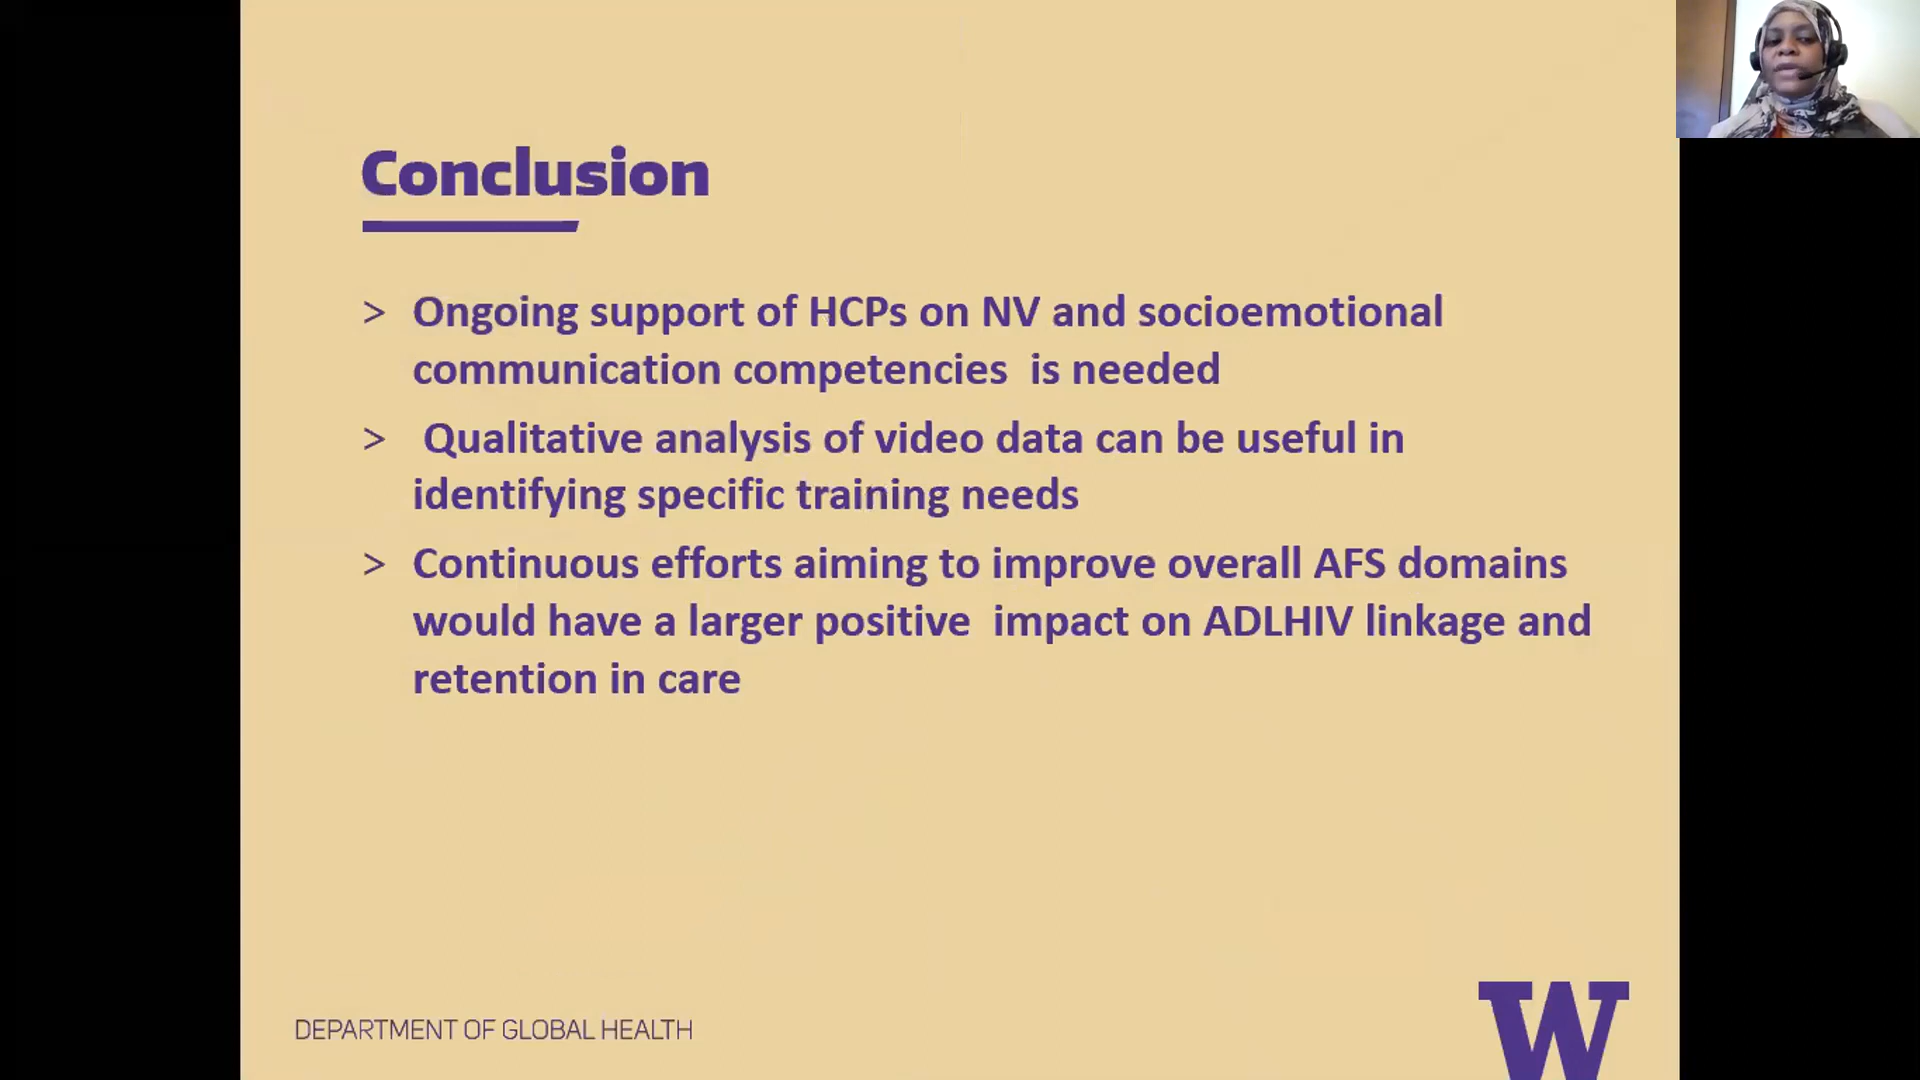 Conclusion
> Ongoing support of HCPs on NV and socioemotional
communication competencies  is needed
>  Qualitative analysis of video data can be useful in
identifying specific training needs
> Continuous efforts aiming to improve overall AFS domains
would have a larger positive  impact on ADLHIV linkage and
retention in care
DEPARTMENT OF GLOBAL HEALTH
W